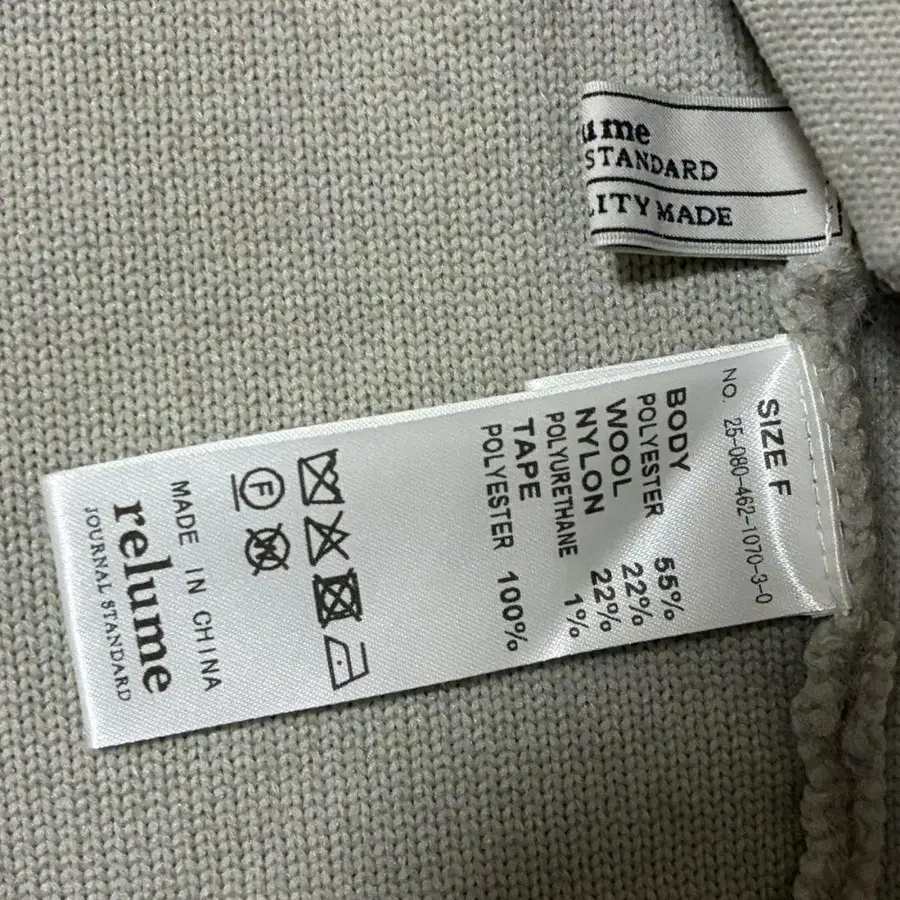 ume
STANDARD
LITY MADE
SIZE F
NO. 25-080-462-1070-3-0
BODY
POLYESTER 55%
WOOL 22%
NYLON 22%
POLYURETHANE 1%
TAPE
POLYESTER 100%
F
W
MADE IN CHINA
relume
JOURNAL STANDARD